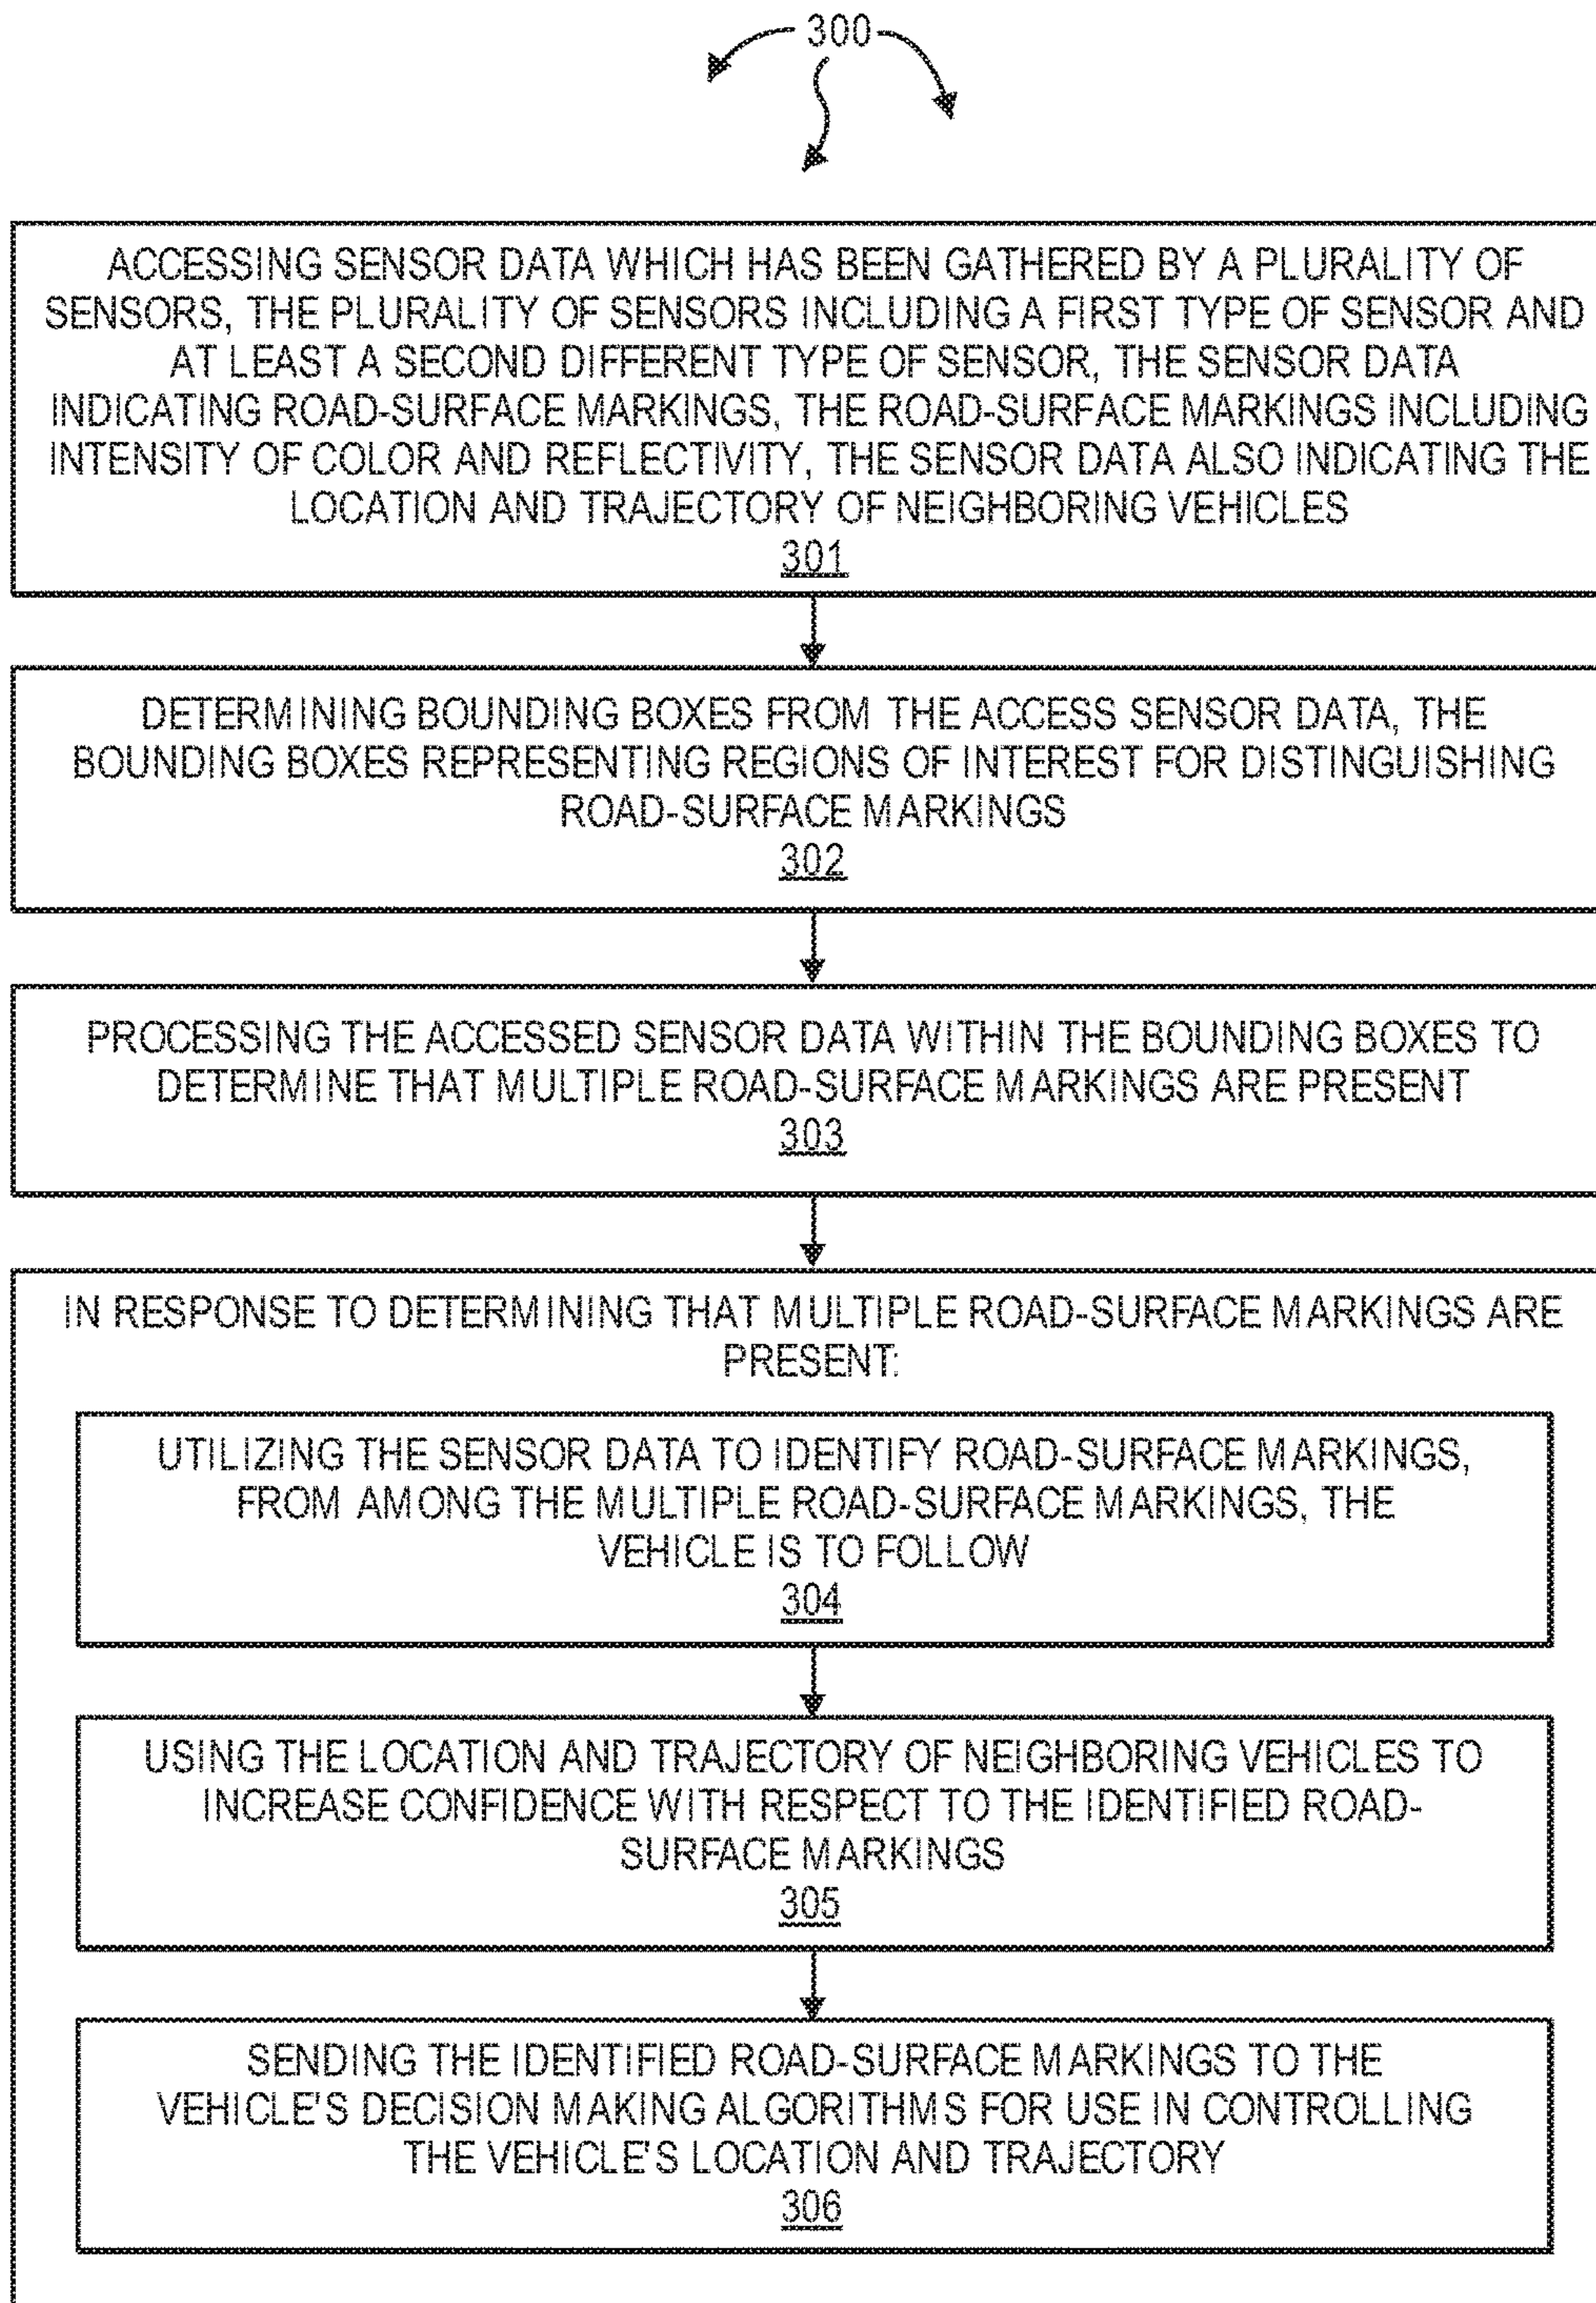 300
ACCESSING SENSOR DATA WHICH HAS BEEN GATHERED BY A PLURALITY OF
SENSORS, THE PLURALITY OF SENSORS INCLUDING A FIRST TYPE OF SENSOR AND
AT LEAST A SECOND DIFFERENT TYPE OF SENSOR, THE SENSOR DATA
INDICATING ROAD-SURFACE MARKINGS, THE ROAD-SURFACE MARKINGS INCLUDING
INTENSITY OF COLOR AND REFLECTIVITY, THE SENSOR DATA ALSO INDICATING THE
LOCATION AND TRAJECTORY OF NEIGHBORING VEHICLES
301
DETERMINING BOUNDING BOXES FROM THE ACCESS SENSOR DATA, THE
BOUNDING BOXES REPRESENTING REGIONS OF INTEREST FOR DISTINGUISHING
ROAD-SURFACE MARKINGS
302
PROCESSING THE ACCESSED SENSOR DATA WITHIN THE BOUNDING BOXES TO
DETERMINE THAT MULTIPLE ROAD-SURFACE MARKINGS ARE PRESENT
303
IN RESPONSE TO DETERMINING THAT MULTIPLE ROAD-SURFACE MARKINGS ARE
PRESENT:
UTILIZING THE SENSOR DATA TO IDENTIFY ROAD-SURFACE MARKINGS,
FROM AMONG THE MULTIPLE ROAD-SURFACE MARKINGS, THE
VEHICLE IS TO FOLLOW
304
USING THE LOCATION AND TRAJECTORY OF NEIGHBORING VEHICLES TO
INCREASE CONFIDENCE WITH RESPECT TO THE IDENTIFIED ROAD-
SURFACE MARKINGS
305
SENDING THE IDENTIFIED ROAD-SURFACE MARKINGS TO THE
VEHICLE'S DECISION MAKING ALGORITHMS FOR USE IN CONTROLLING
THE VEHICLE'S LOCATION AND TRAJECTORY
306